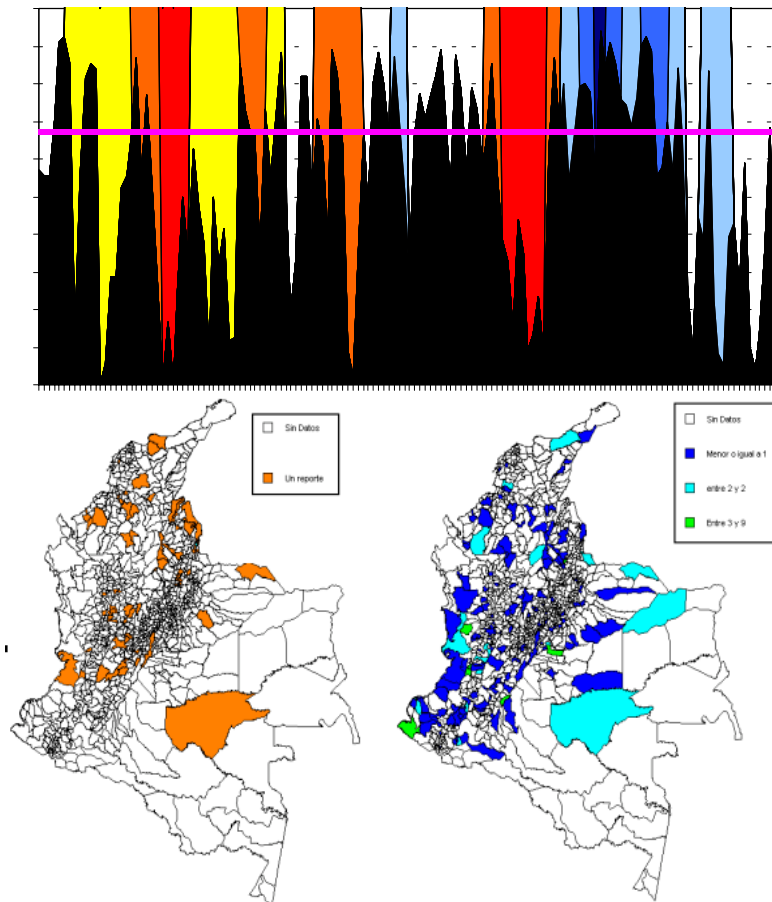 Sin Datos
Un reporte
Sin Datos
Menor o igual a 1
entre 2 y 2
Entre 3 y 9